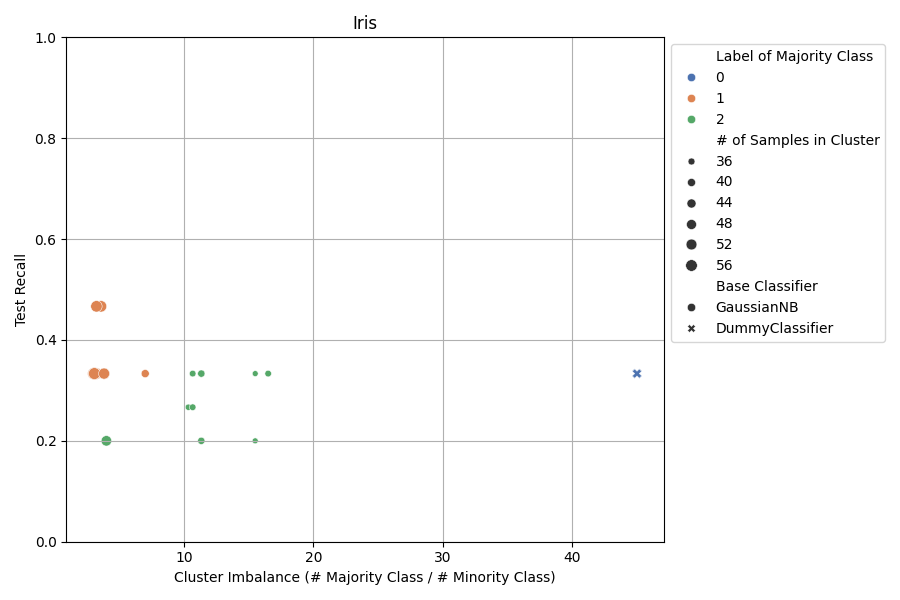 Iris
1.0
0.8
0.6
0.4
0.2
0.0
Test Recall
10
20
30
40
Cluster Imbalance (# Majority Class / # Minority Class)
Label of Majority Class
0
1
2
# of Samples in Cluster
36
40
44
48
52
56
Base Classifier
GaussianNB
DummyClassifier